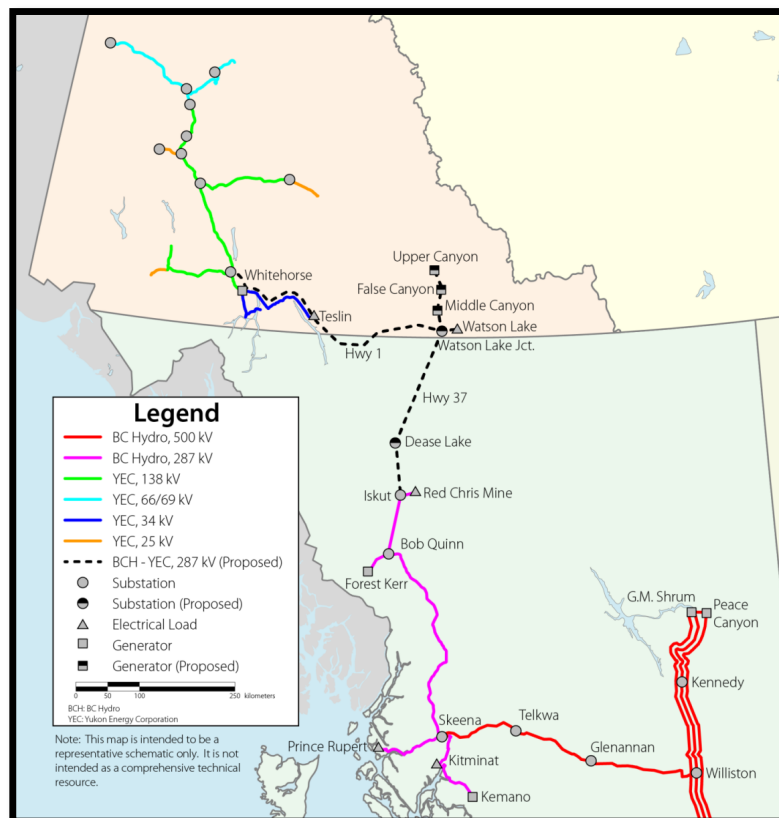 Upper Canyon
False Canyon
Whitehorse
Middle Canyon
Teslin
Watson Lake
Watson Lake Jct.
Hwy 1
Hwy 37
Legend
BC Hydro, 500 kV
BC Hydro, 287 kV
YEC, 138 kV
YEC, 66/69 kV
YEC, 34 kV
YEC, 25 kV
BCH - YEC, 287 kV (Proposed)
Substation
Substation (Proposed)
Electrical Load
Generator
Generator (Proposed)
0 50 100 250 kilometers
BCH: BC Hydro
YEC: Yukon Energy Corporation
Note: This map is intended to be a
representative schematic only. It is not
intended as a comprehensive technical
resource.
Dease Lake
Iskut
Red Chris Mine
Bob Quinn
Forest Kerr
G.M. Shrum
Peace
Canyon
Kennedy
Skeena
Telkwa
Prince Rupert
Kitminat
Glenannan
Williston
Kemano